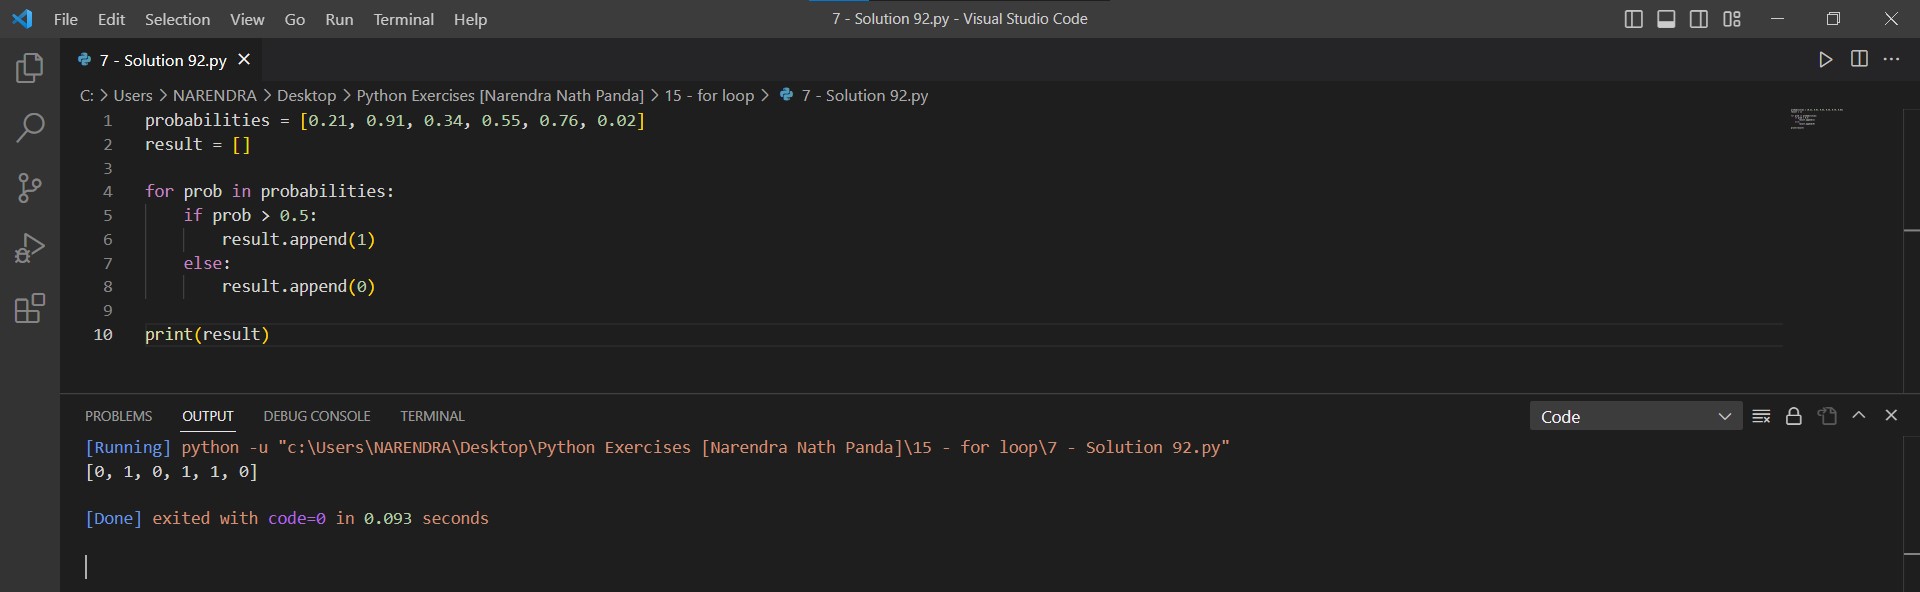 File Edit Selection View Go Run Terminal Help
7 - Solution 92.py - Visual Studio Code
7 - Solution 92.py
C: > Users > NARENDRA > Desktop > Python Exercises [Narendra Nath Panda] > 15 - for loop > 7 - Solution 92.py
1 probabilities = [0.21, 0.91, 0.34, 0.55, 0.76, 0.02]
2 result = []
3
4 for prob in probabilities:
5     if prob > 0.5:
6         result.append(1)
7     else:
8         result.append(0)
9
10 print(result)
PROBLEMS OUTPUT DEBUG CONSOLE TERMINAL
Code
[Running] python -u "c:\Users\NARENDRA\Desktop\Python Exercises [Narendra Nath Panda]\15 - for loop\7 - Solution 92.py"
[0, 1, 0, 1, 1, 0]
[Done] exited with code=0 in 0.093 seconds